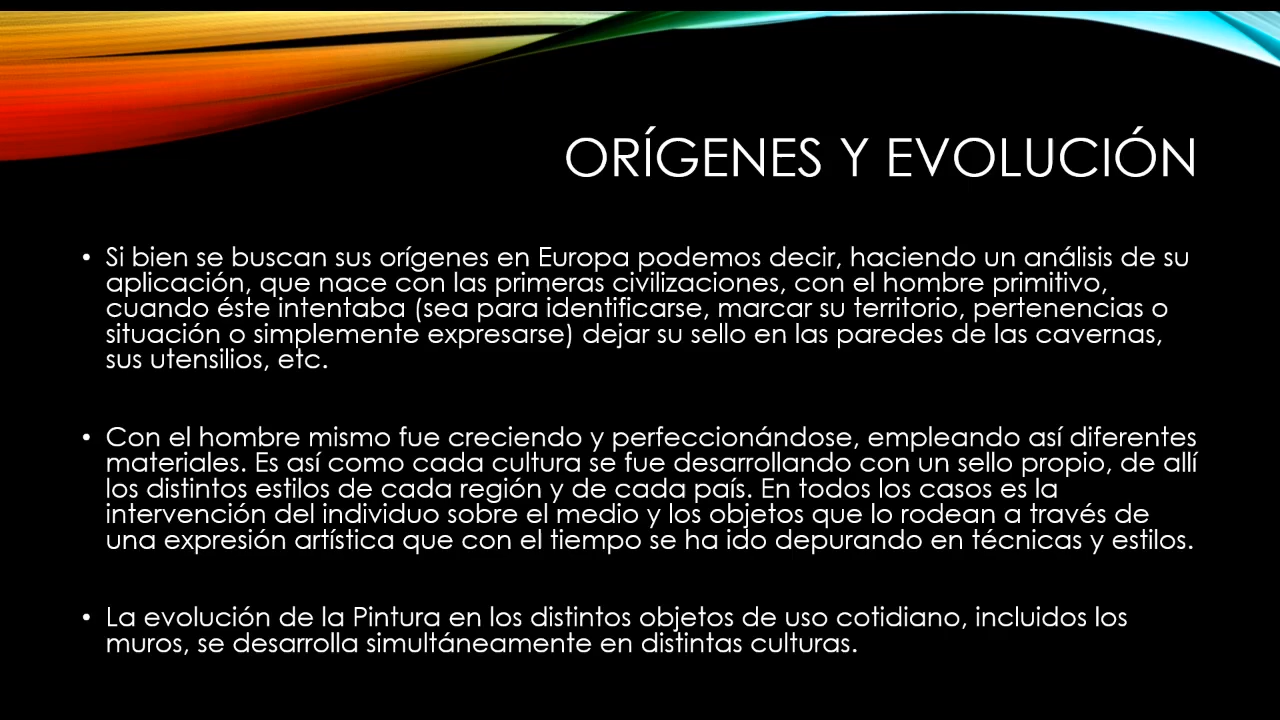 ORÍGENES Y EVOLUCIÓN
• Si bien se buscan sus orígenes en Europa podemos decir, haciendo un análisis de su
aplicación, que nace con las primeras civilizaciones, con el hombre primitivo,
cuando éste intentaba (sea para identificarse, marcar su territorio, pertenencias o
situación o simplemente expresarse) dejar su sello en las paredes de las cavernas,
sus utensilios, etc.
• Con el hombre mismo fue creciendo y perfeccionándose, empleando así diferentes
materiales. Es así como cada cultura se fue desarrollando con un sello propio, de allí
los distintos estilos de cada región y de cada país. En todos los casos es la
intervención del individuo sobre el medio y los objetos que lo rodean a través de
una expresión artística que con el tiempo se ha ido depurando en técnicas y estilos.
• La evolución de la Pintura en los distintos objetos de uso cotidiano, incluidos los
muros, se desarrolla simultáneamente en distintas culturas.